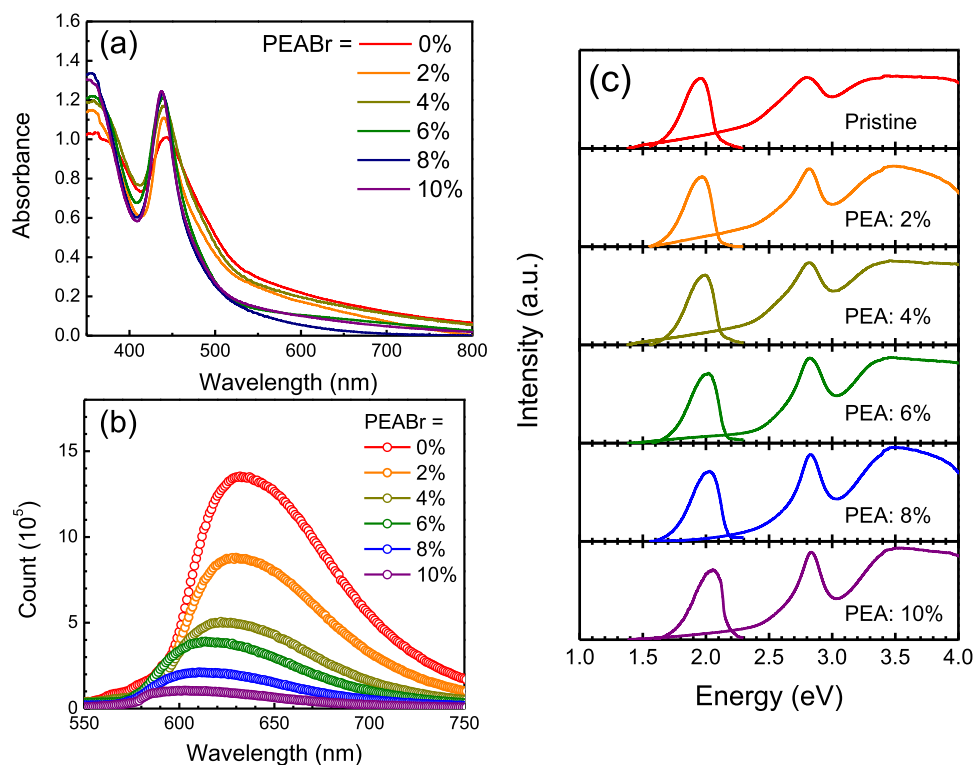 (a)
PEABr =
0%
2%
4%
6%
8%
10%
1.6
1.4
1.2
1.0
0.8
0.6
0.4
0.2
0.0
Absorbance
400 500 600 700 800
Wavelength (nm)
(b)
PEABr =
0%
2%
4%
6%
8%
10%
15
10
5
0
Count (10⁵)
550 600 650 700 750
Wavelength (nm)
(c)
Pristine
PEA: 2%
PEA: 4%
PEA: 6%
PEA: 8%
PEA: 10%
Intensity (a.u.)
1.0 1.5 2.0 2.5 3.0 3.5 4.0
Energy (eV)